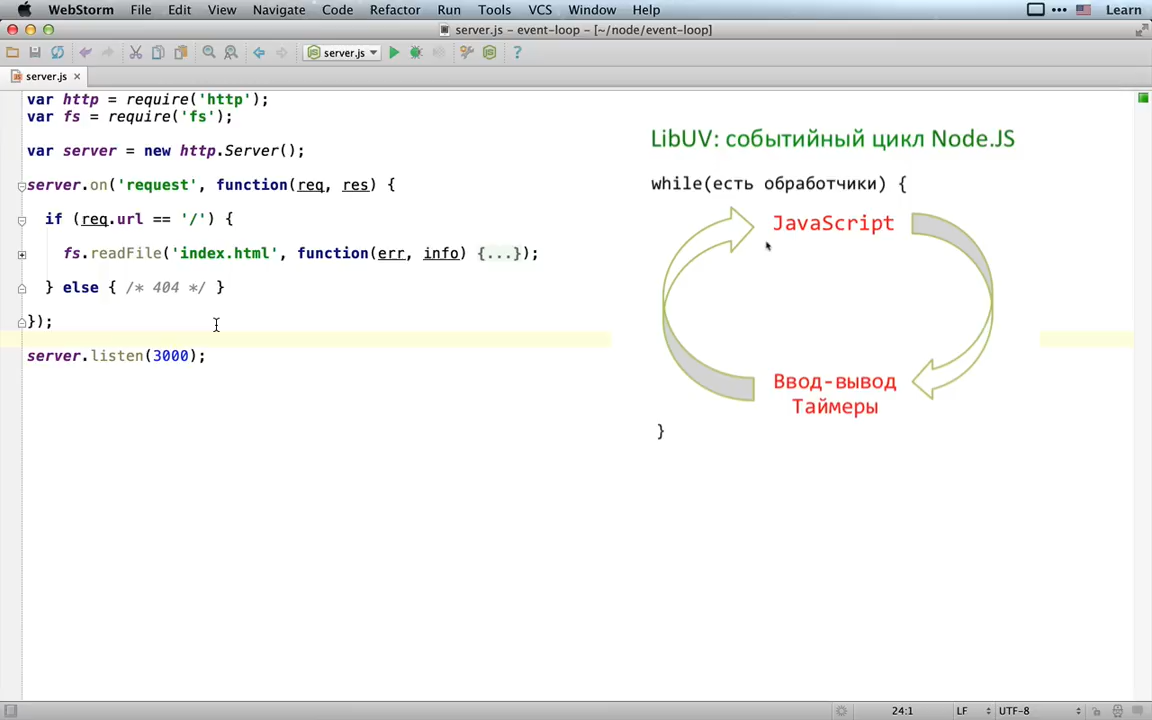 WebStorm File Edit View Navigate Code Refactor Run Tools VCS Window Help Learn
server.js – event-loop – [~/node/event-loop]
server.js
server.js
var http = require('http');
var fs = require('fs');
var server = new http.Server();
server.on('request', function(req, res) {
if (req.url == '/') {
fs.readFile('index.html', function(err, info) {...});
} else { /* 404 */ }
});
server.listen(3000);
LibUV: событийный цикл Node.JS
while(есть обработчики) {
JavaScript
Ввод-вывод
Таймеры
}
24:1 LF UTF-8